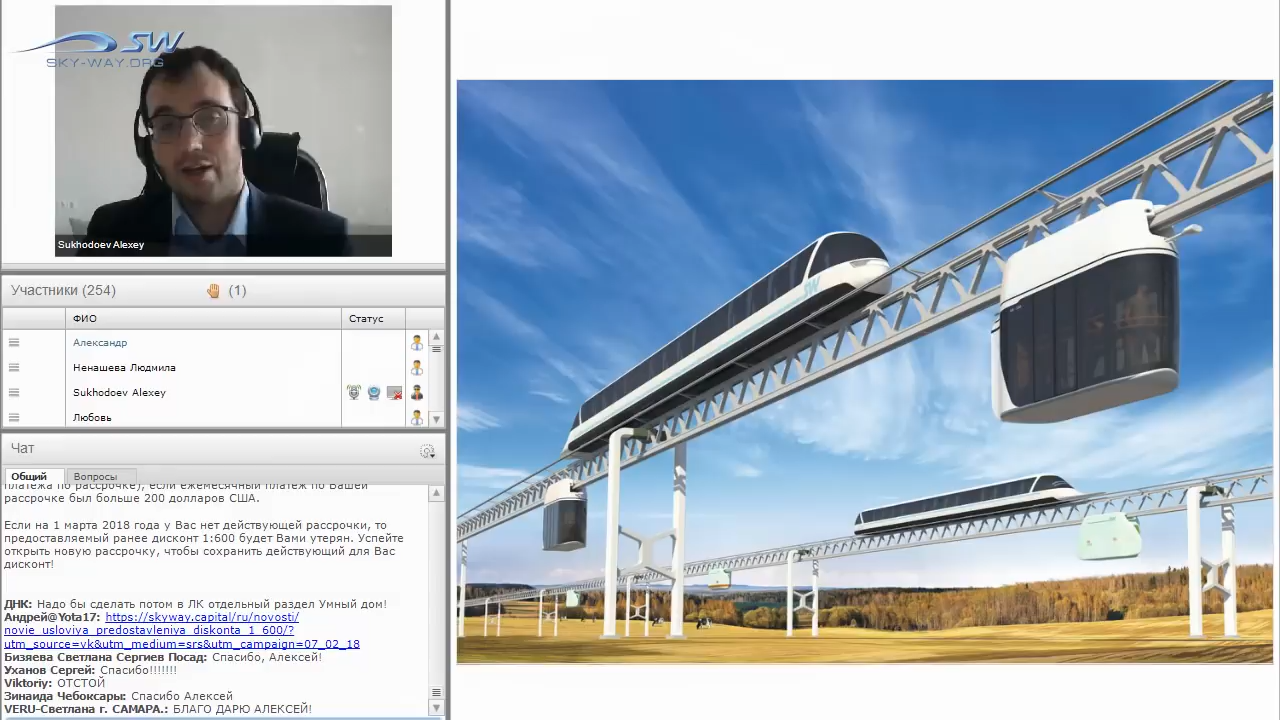 SW
SKY-WAY.ORG
Sukhodoev Alexey
Участники (254)
(1)
ФИО
Статус
Александр
Ненашева Людмила
Sukhodoev Alexey
Любовь
Чат
Общий
Вопросы
платежа по рассрочке), если ежемесячный платеж по Вашей
рассрочке был больше 200 долларов США.
Если на 1 марта 2018 года у Вас нет действующей рассрочки, то
предоставляемый ранее дисконт 1:600 будет Вами утерян. Успейте
открыть новую рассрочку, чтобы сохранить действующий для Вас
дисконт!
ДНК: Надо бы сделать потом в ЛК отдельный раздел Умный дом!
Андрей@Yota17: https://skyway.capital/ru/novosti/
novie_usloviya_predostavleniya_diskonta_1_600/?
utm_source=vk&utm_medium=srs&utm_campaign=07_02_18
Бизяева Светлана Сергиев Посад: Спасибо, Алексей!
Уханов Сергей: Спасибо!!!!!!!
Viktoriy: ОТСТОЙ
Зинаида Чебоксары: Спасибо Алексей
VERU-Светлана г. САМАРА.: БЛАГО ДАРЮ АЛЕКСЕЙ!
SW